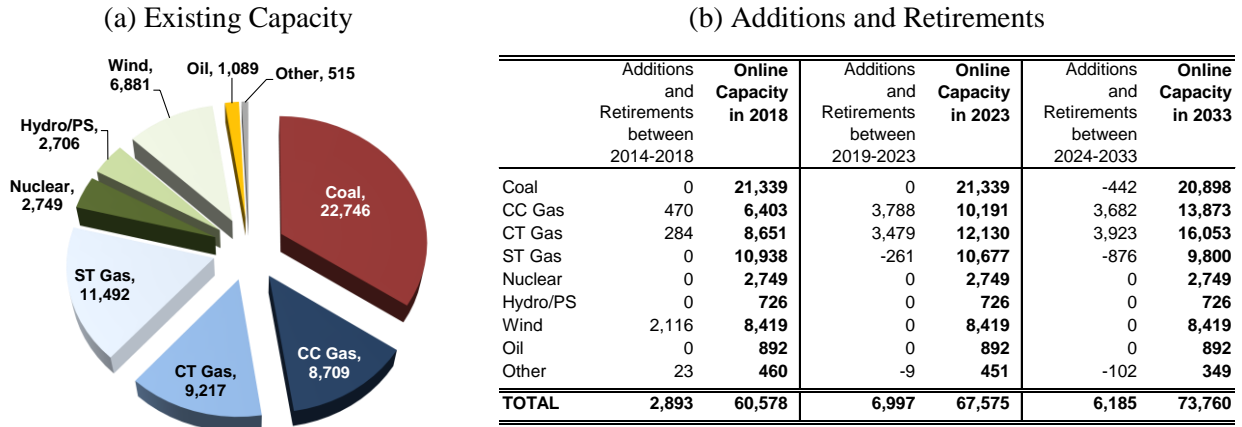 (a) Existing Capacity
Wind,
6,881
Oil, 1,089
Other, 515
Hydro/PS,
2,706
Nuclear,
2,749
Coal,
22,746
ST Gas,
11,492
CT Gas,
9,217
CC Gas,
8,709
(b) Additions and Retirements
Additions Online Additions Online Additions Online
and Capacity and Capacity and Capacity
Retirements in 2018 Retirements in 2023 Retirements in 2033
between between between
2014-2018 2019-2023 2024-2033
Coal 0 21,339 0 21,339 -442 20,898
CC Gas 470 6,403 3,788 10,191 3,682 13,873
CT Gas 284 8,651 3,479 12,130 3,923 16,053
ST Gas 0 10,938 -261 10,677 -876 9,800
Nuclear 0 2,749 0 2,749 0 2,749
Hydro/PS 0 726 0 726 0 726
Wind 2,116 8,419 0 8,419 0 8,419
Oil 0 892 0 892 0 892
Other 23 460 -9 451 -102 349
TOTAL 2,893 60,578 6,997 67,575 6,185 73,760